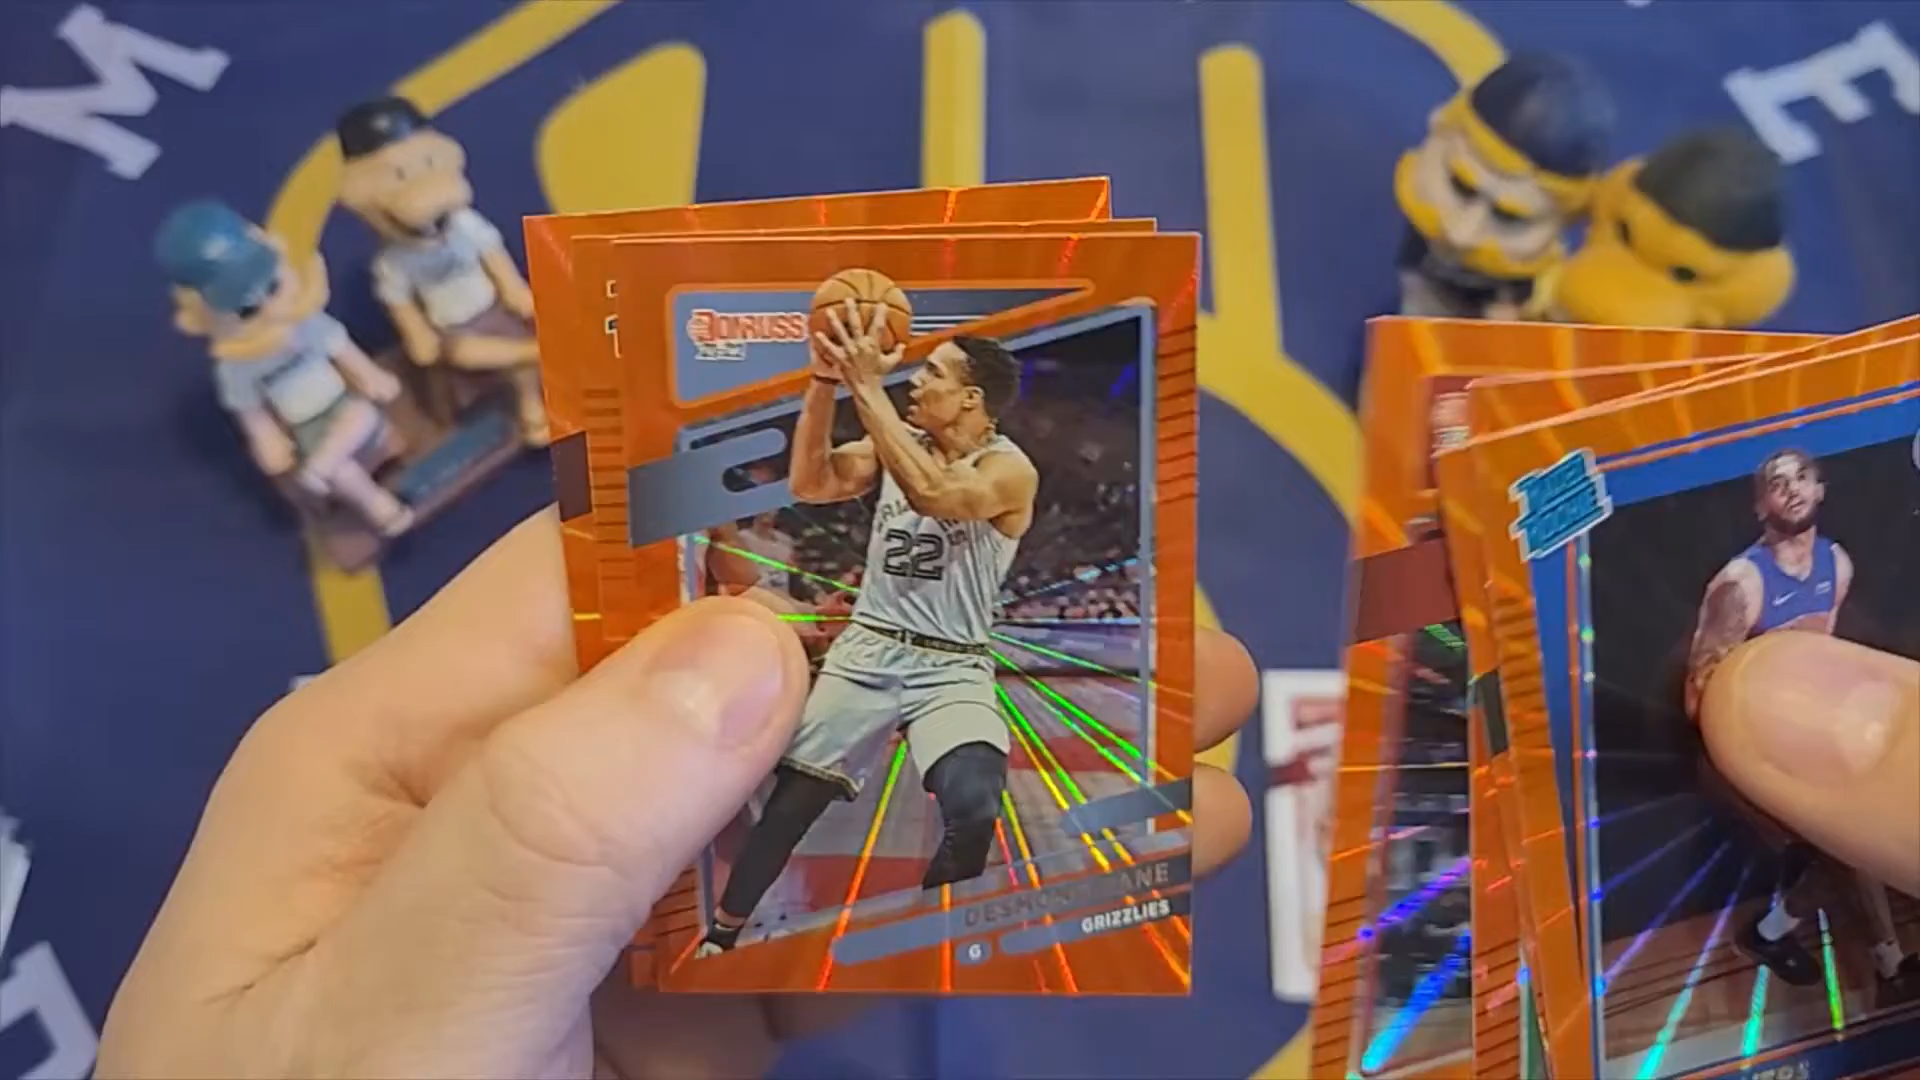 M
E
DONRUSS
RATED
ROOKIE
22
DESMOND BANE
GRIZZLIES
G